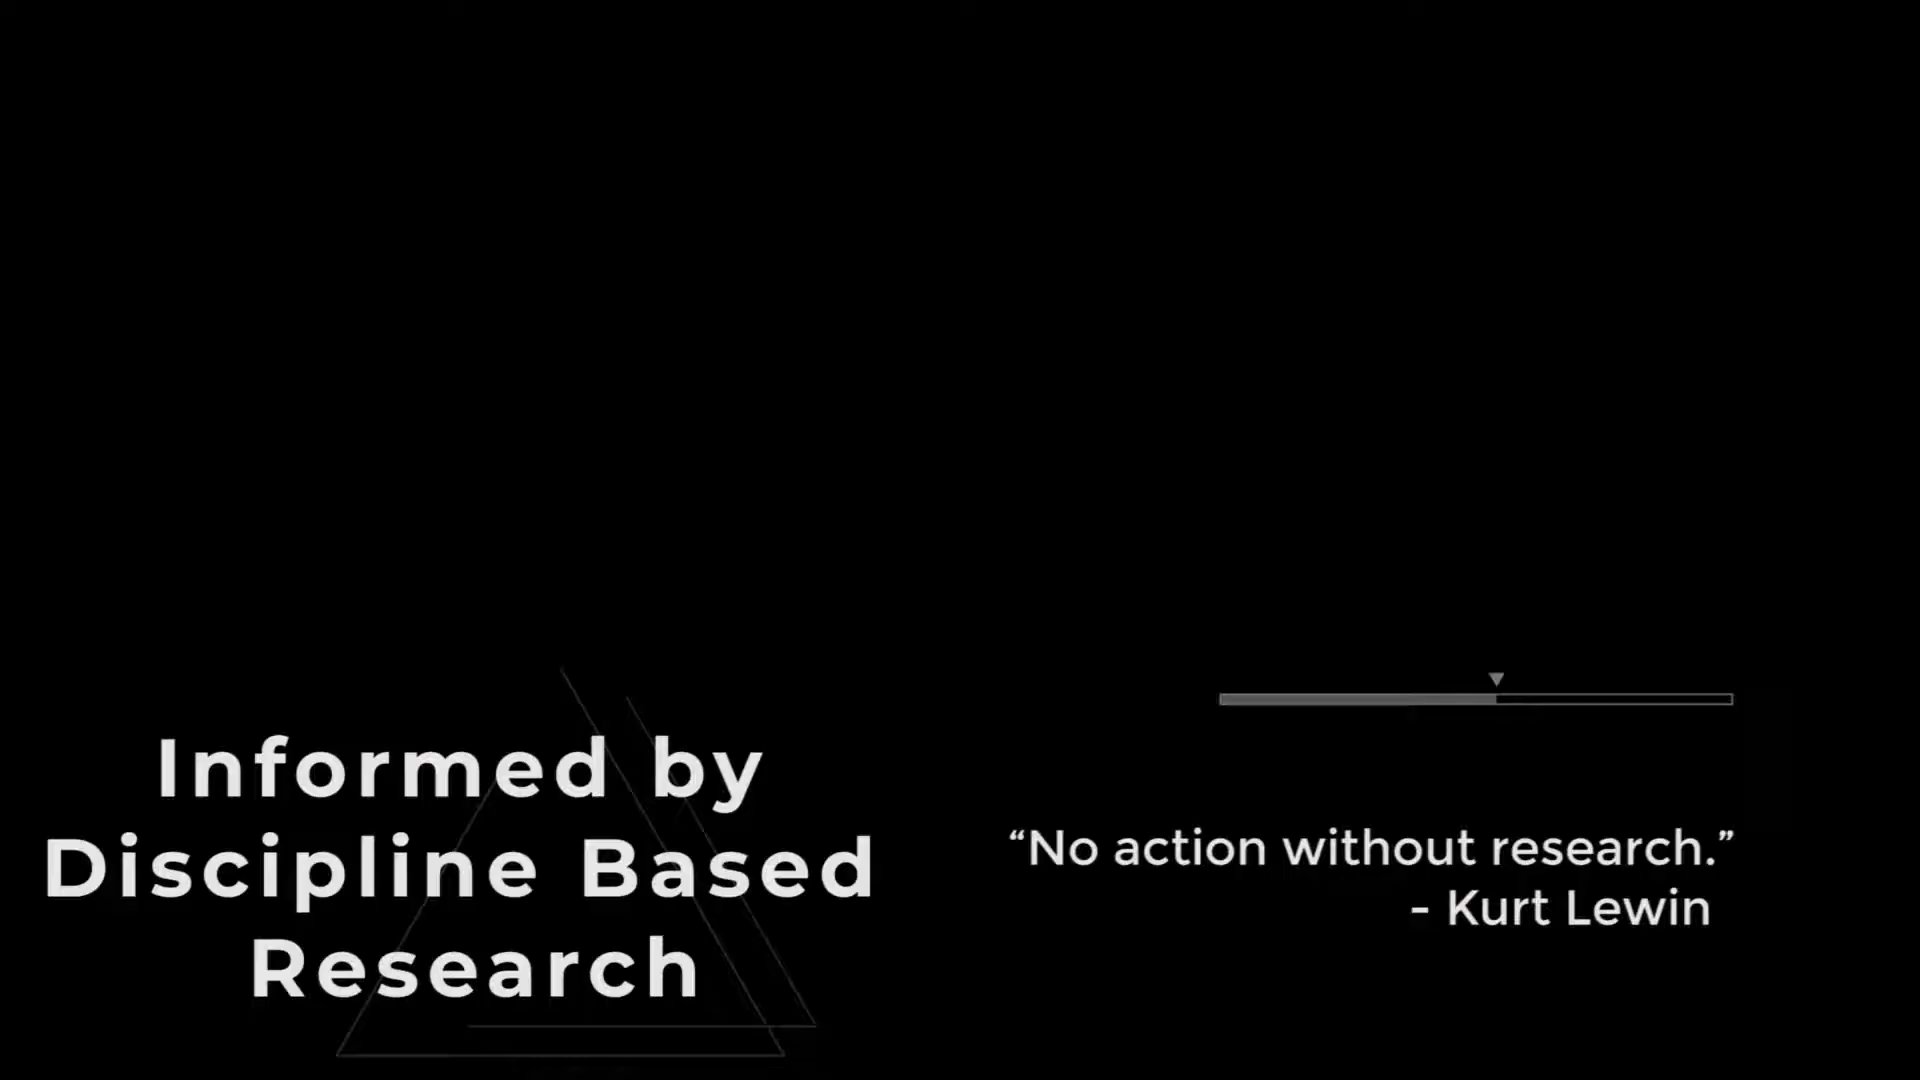 Informed by
Discipline Based
Research
“No action without research.”
- Kurt Lewin